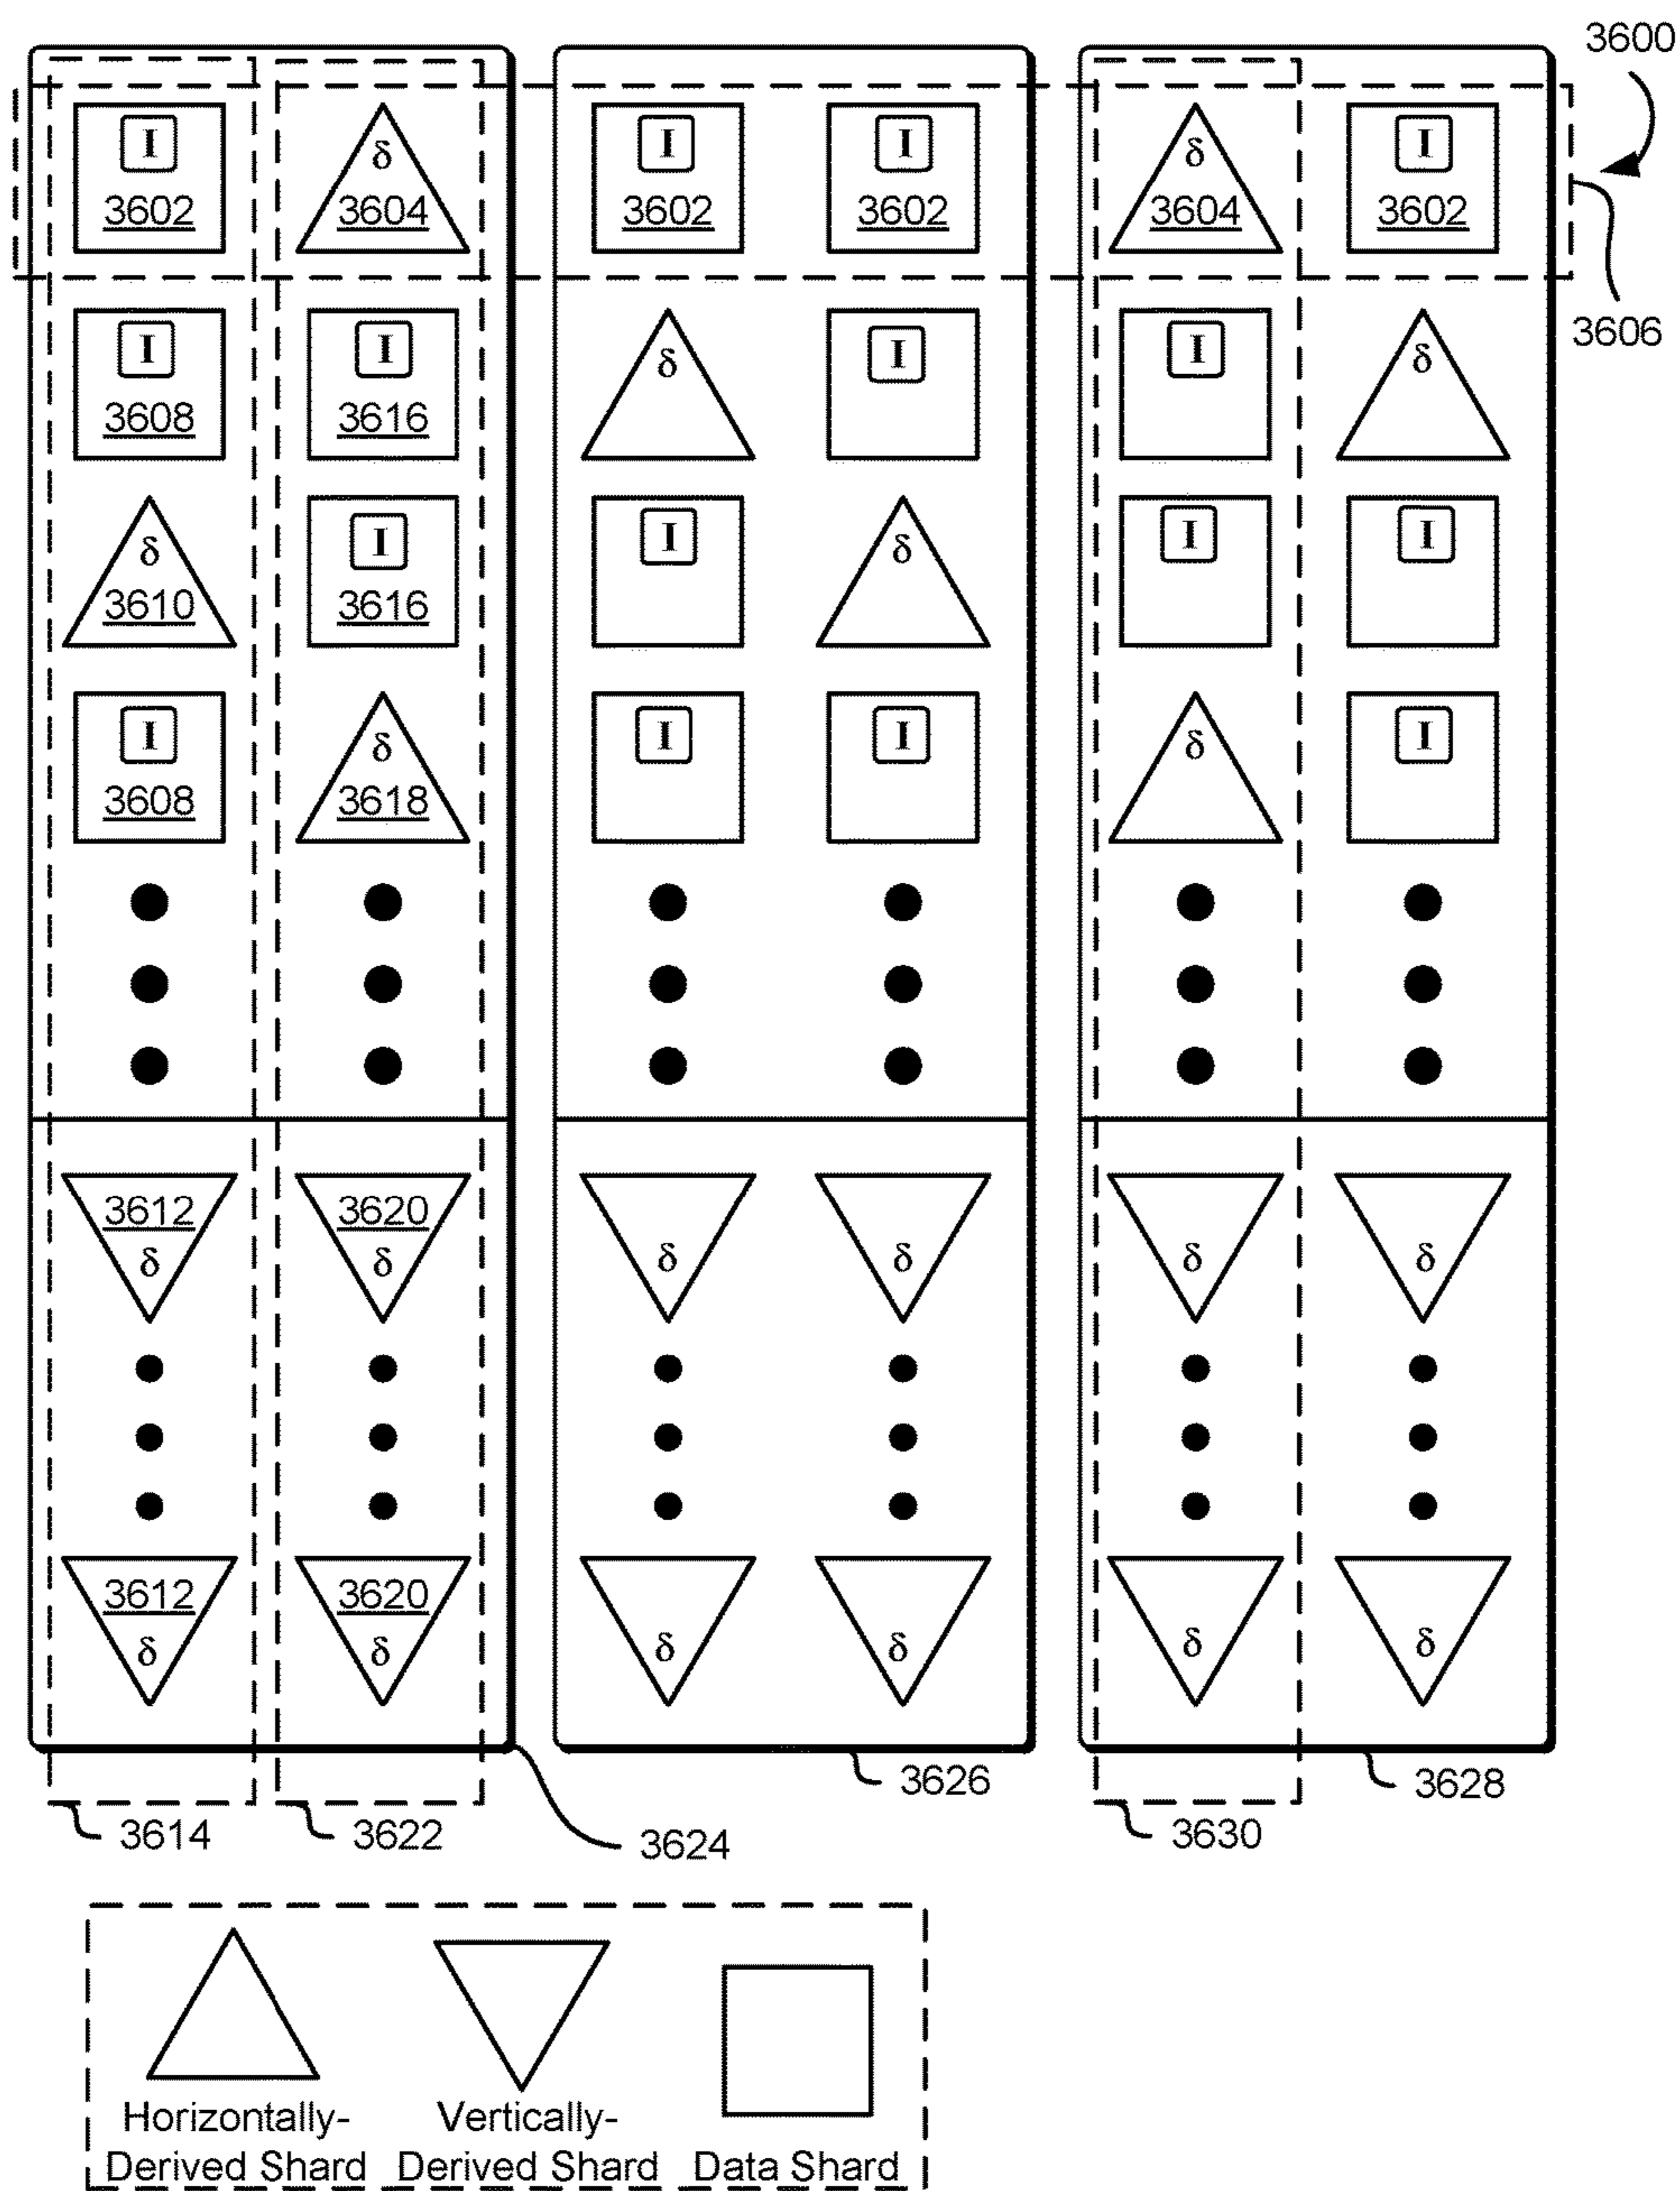 3600
I I I I
δ δ
3602 3604 3602 3602 3604 3602
3606
I I δ I I δ
3608 3616
δ I I δ I I
3610 3616
I δ I I δ I
3608 3618
3612 3620
δ δ δ δ δ δ
3612 3620
δ δ δ δ δ δ
3626 3628
3614 3622 3624 3630
Horizontally- Vertically-
Derived Shard Derived Shard Data Shard